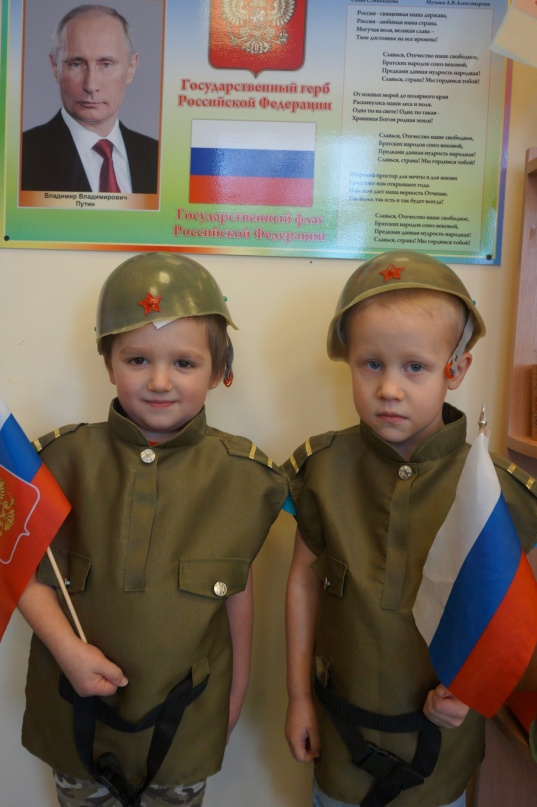 Слова С.Михалкова Музыка А.В.Александрова
Россия - священная наша держава,
Россия - любимая наша страна.
Могучая воля, великая слава –
Твое достоянье на все времена!
Славься, Отечество наше свободное,
Братских народов союз вековой,
Предками данная мудрость народная!
Славься, страна! Мы гордимся тобой!
От южных морей до полярного края
Раскинулись наши леса и поля.
Одна ты на свете! Одна ты такая -
Хранимая Богом родная земля!
Славься, Отечество наше свободное,
Братских народов союз вековой,
Предками данная мудрость народная!
Славься, страна! Мы гордимся тобой!
Широкий простор для мечты и для жизни
Грядущие нам открывают года.
Нам силу дает наша верность Отчизне.
Так было, так есть и так будет всегда!
Славься, Отечество наше свободное,
Братских народов союз вековой,
Предками данная мудрость народная!
Славься, страна! Мы гордимся тобой!
Государственный герб
Российской Федерации
Владимир Владимирович
Путин
Государственный флаг
Российской Федерации